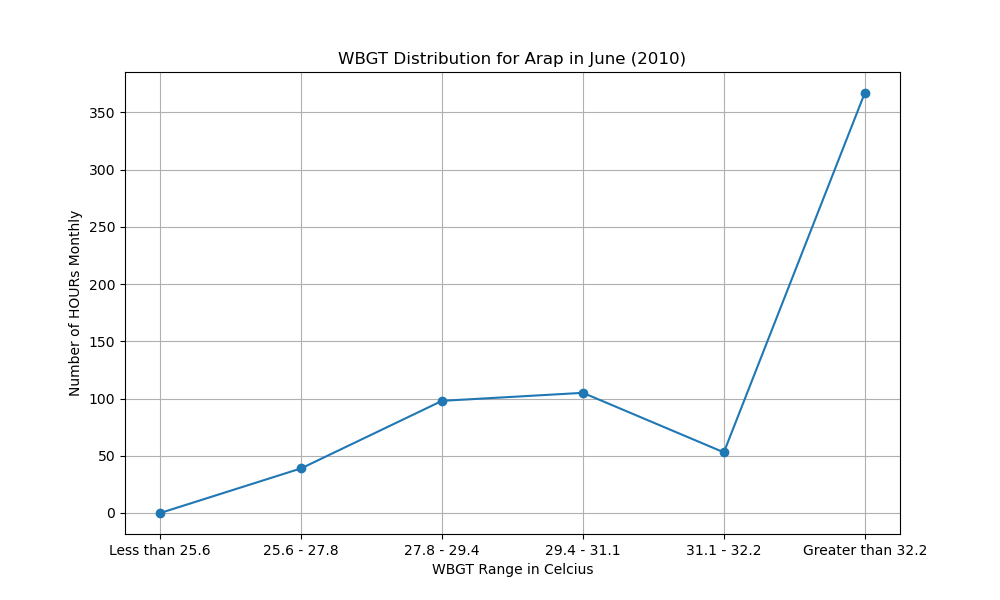 WBGT Distribution for Arap in June (2010)
350
300
250
200
150
100
50
0
Number of HOURs Monthly
Less than 25.6
25.6 - 27.8
27.8 - 29.4
29.4 - 31.1
31.1 - 32.2
Greater than 32.2
WBGT Range in Celcius